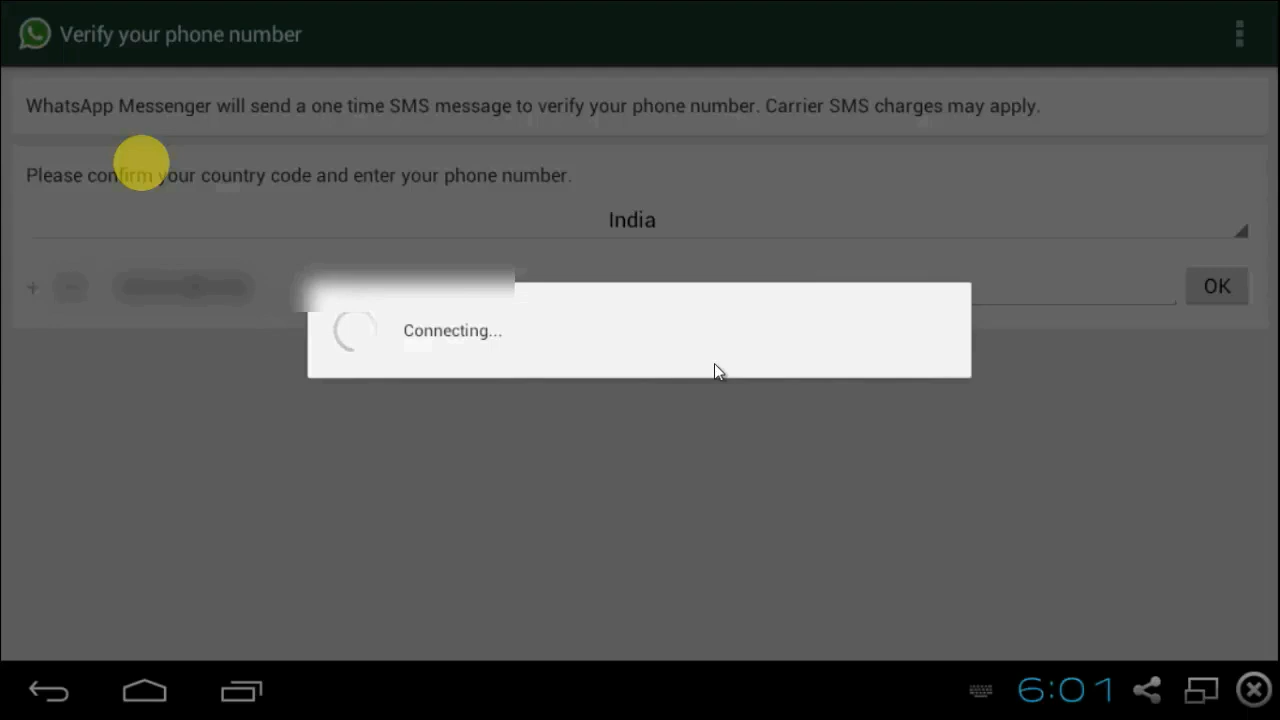 Verify your phone number
WhatsApp Messenger will send a one time SMS message to verify your phone number. Carrier SMS charges may apply.
Please confirm your country code and enter your phone number.
India
+
OK
Connecting...
6:01